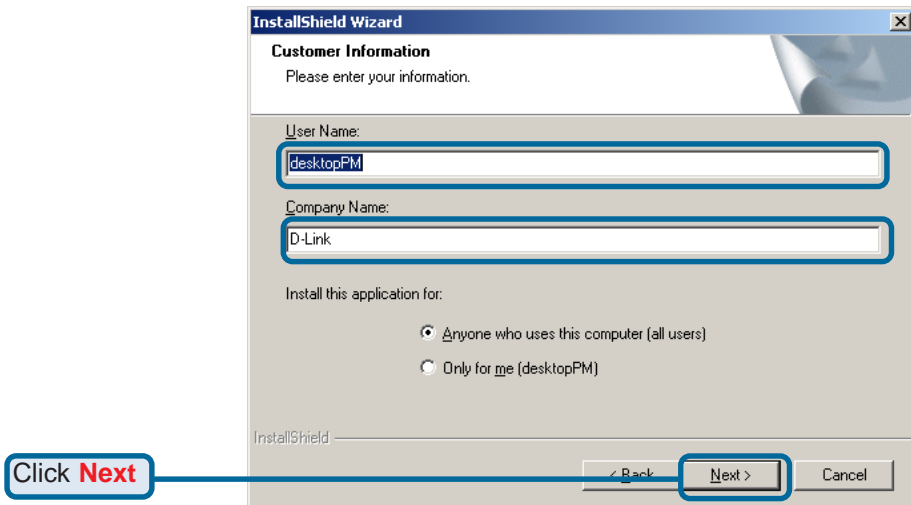 InstallShield Wizard
Customer Information
Please enter your information.
User Name:
desktopPM
Company Name:
D-Link
Install this application for:
Anyone who uses this computer (all users)
Only for me (desktopPM)
InstallShield
Click Next
< Back
Next >
Cancel